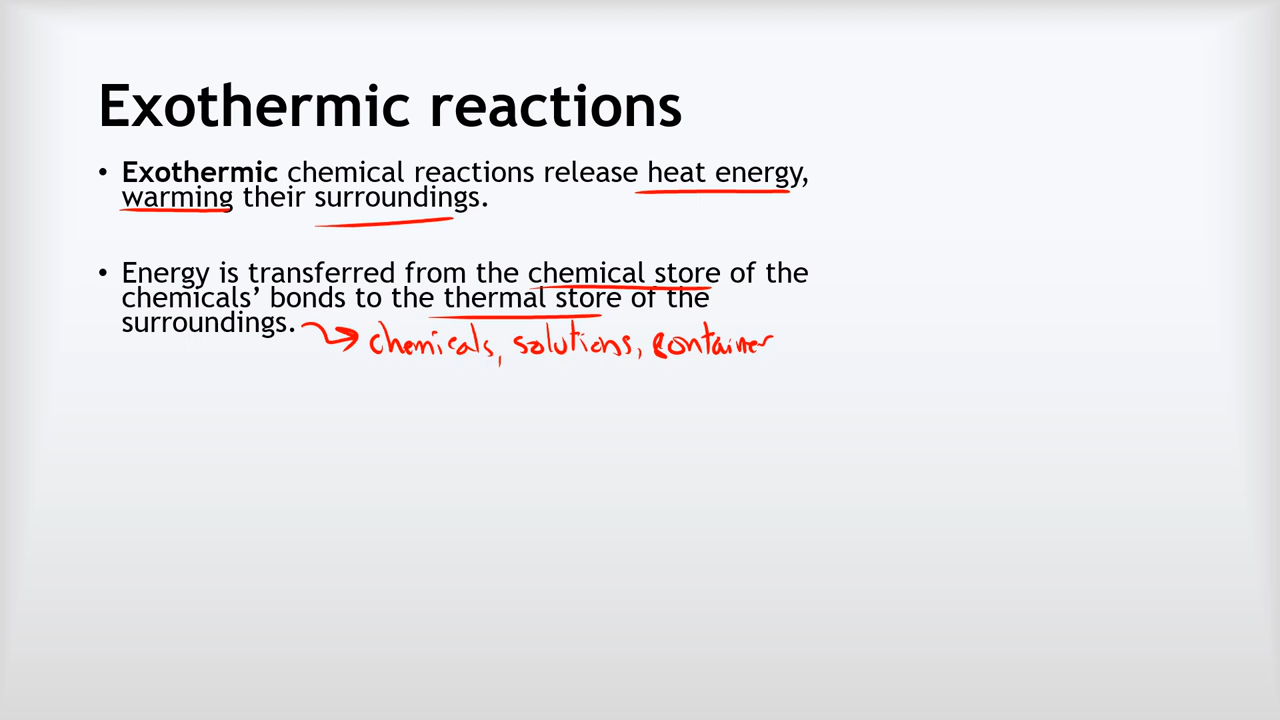 Exothermic reactions
• Exothermic chemical reactions release heat energy,
warming their surroundings.
• Energy is transferred from the chemical store of the
chemicals’ bonds to the thermal store of the
surroundings.
chemicals, solutions, container